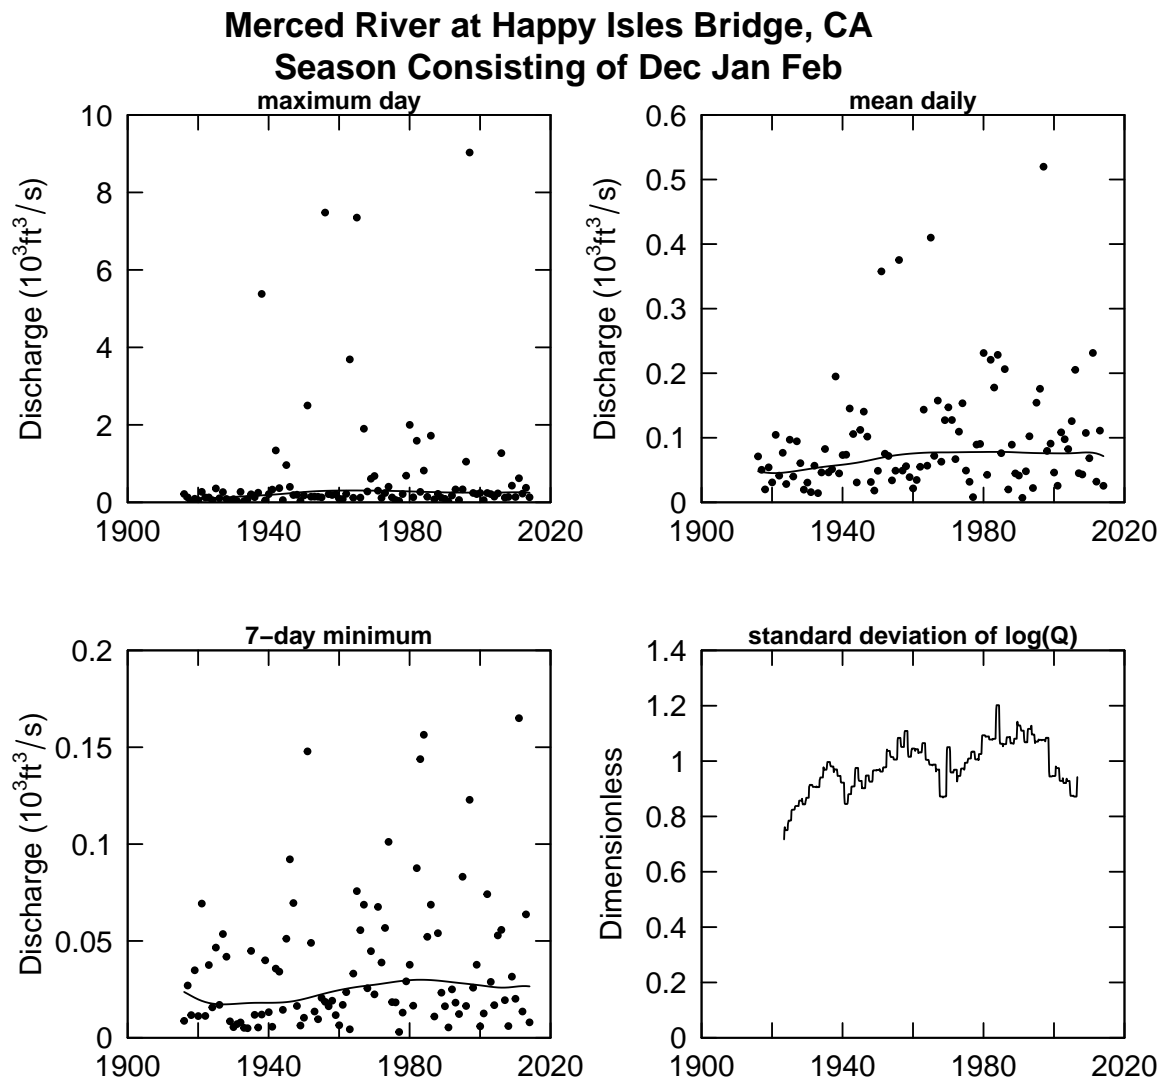 Merced River at Happy Isles Bridge, CA
Season Consisting of Dec Jan Feb
maximum day
10
8
6
4
2
0
Discharge (10³ft³/s)
1900 1940 1980 2020
mean daily
0.6
0.5
0.4
0.3
0.2
0.1
0
Discharge (10³ft³/s)
1900 1940 1980 2020
7−day minimum
0.2
0.15
0.1
0.05
0
Discharge (10³ft³/s)
1900 1940 1980 2020
standard deviation of log(Q)
1.4
1.2
1
0.8
0.6
0.4
0.2
0
Dimensionless
1900 1940 1980 2020